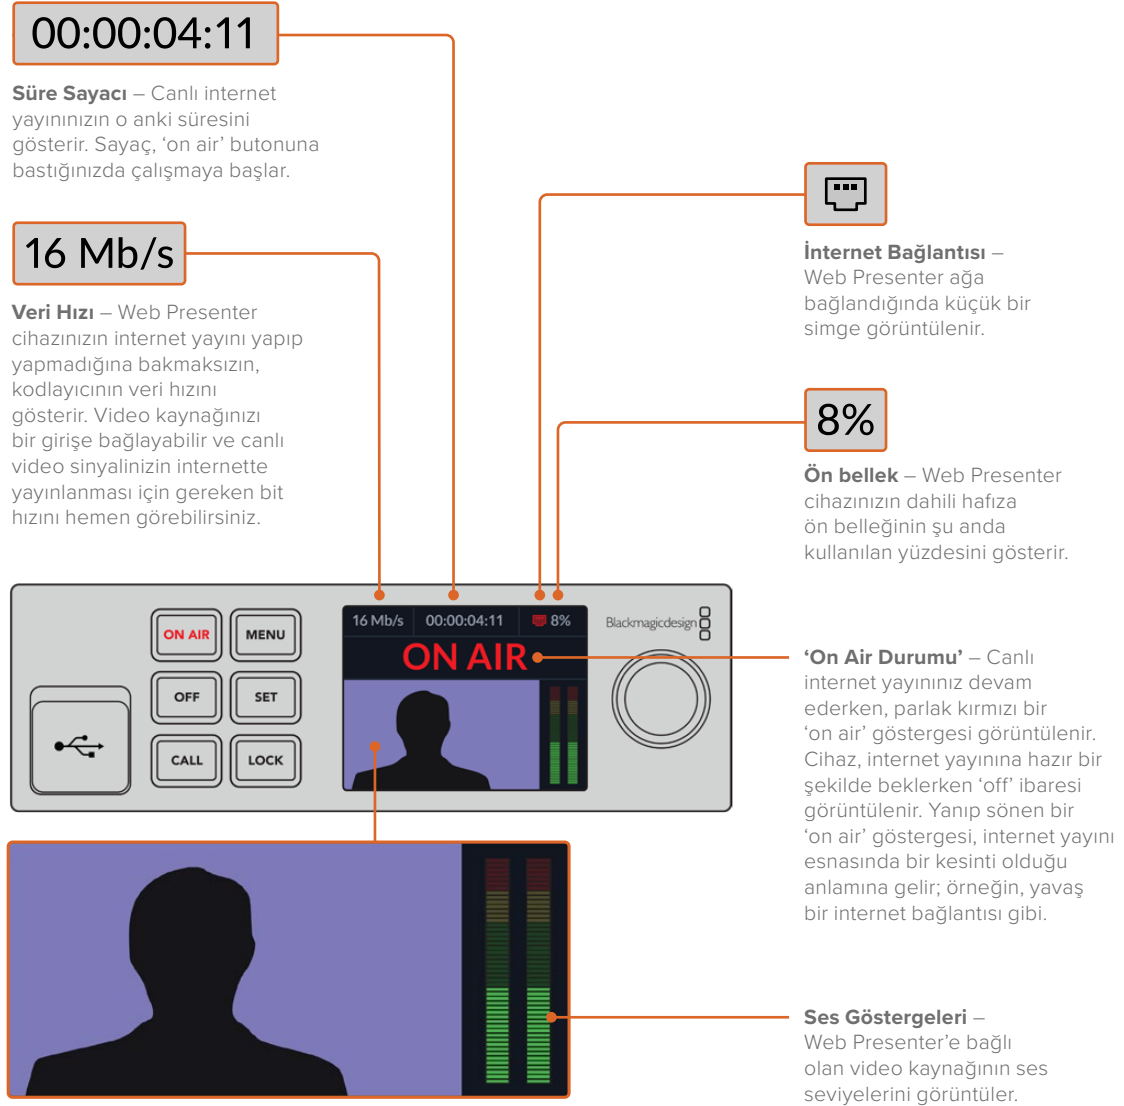 00:00:04:11
Süre Sayacı – Canlı internet
yayınınızın o anki süresini
gösterir. Sayaç, ‘on air’ butonuna
bastığınızda çalışmaya başlar.
16 Mb/s
Veri Hızı – Web Presenter
cihazınızın internet yayını yapıp
yapmadığına bakmaksızın,
kodlayıcının veri hızını
gösterir. Video kaynağınızı
bir girişe bağlayabilir ve canlı
video sinyalinizin internette
yayınlanması için gereken bit
hızını hemen görebilirsiniz.
İnternet Bağlantısı –
Web Presenter ağa
bağlandığında küçük bir
simge görüntülenir.
8%
Ön bellek – Web Presenter
cihazınızın dahili hafıza
ön belleğinin şu anda
kullanılan yüzdesini gösterir.
ON AIR
MENU
OFF
SET
CALL
LOCK
16 Mb/s 00:00:04:11 8%
ON AIR
Blackmagicdesign
‘On Air Durumu’ – Canlı
internet yayınınız devam
ederken, parlak kırmızı bir
‘on air’ göstergesi görüntülenir.
Cihaz, internet yayınına hazır bir
şekilde beklerken ‘off’ ibaresi
görüntülenir. Yanıp sönen bir
‘on air’ göstergesi, internet yayını
esnasında bir kesinti olduğu
anlamına gelir; örneğin, yavaş
bir internet bağlantısı gibi.
Ses Göstergeleri –
Web Presenter’e bağlı
olan video kaynağının ses
seviyelerini görüntüler.